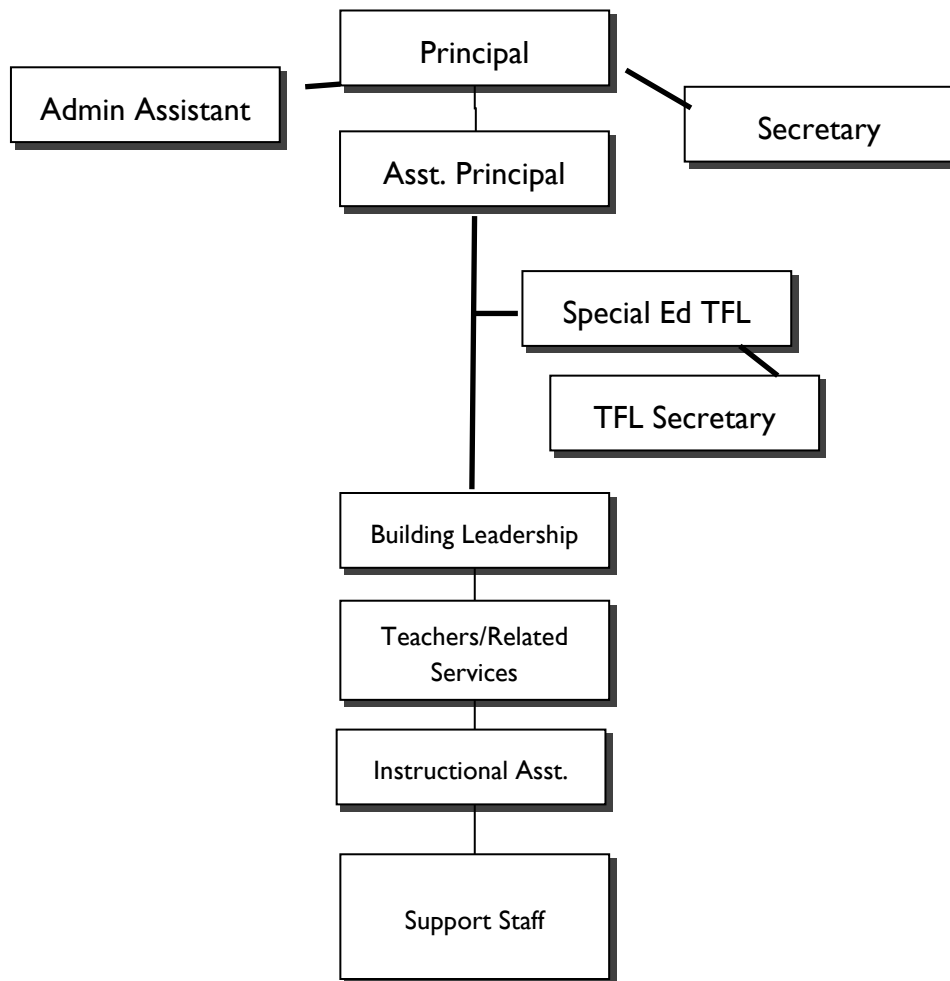 Principal
Admin Assistant
Secretary
Asst. Principal
Special Ed TFL
TFL Secretary
Building Leadership
Teachers/Related
Services
Instructional Asst.
Support Staff